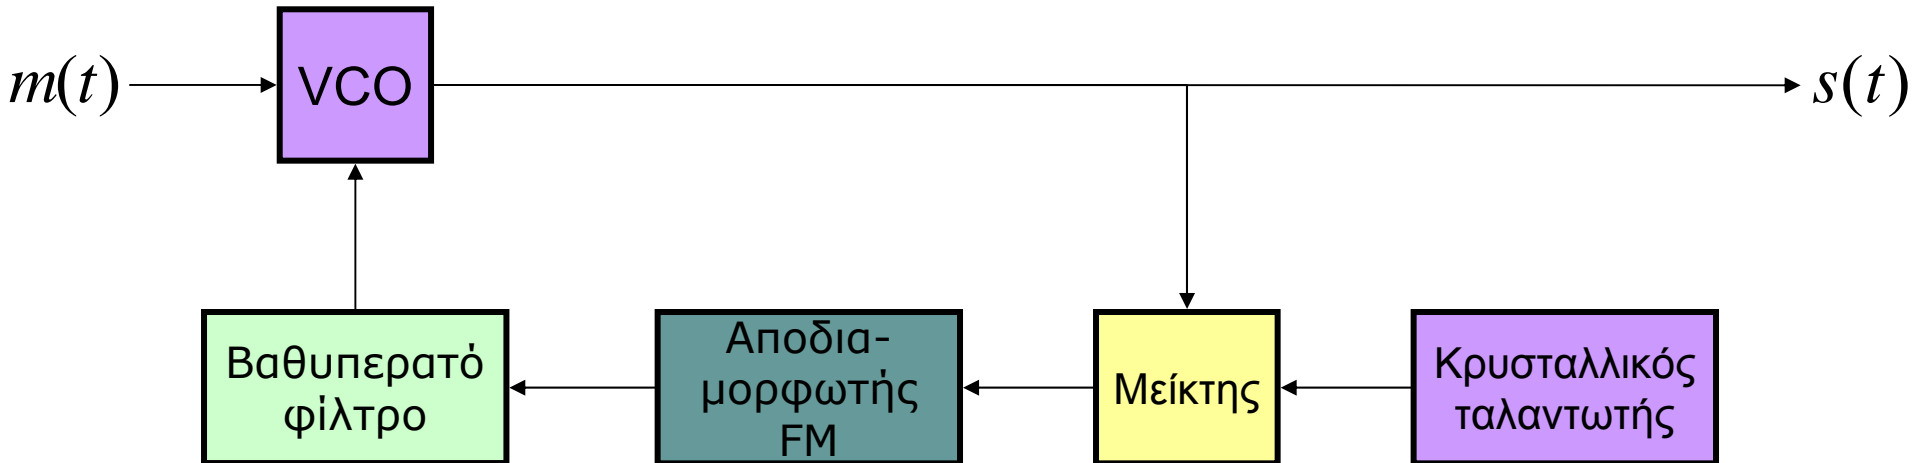 m(t)
VCO
s(t)
Βαθυπερατό
φίλτρο
Αποδια-
μορφωτής
FM
Μείκτης
Κρυσταλλικός
ταλαντωτής